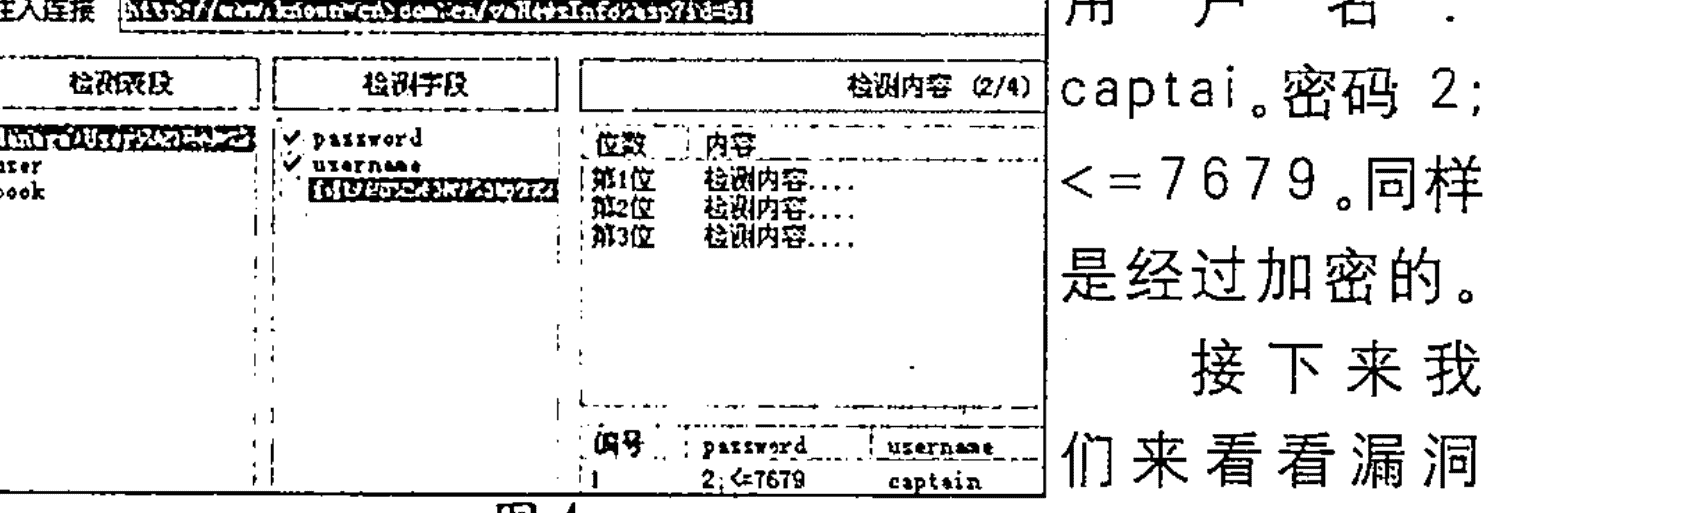 注入连接
检测表段 检测字段 检测内容 (2/4)
password
username
user
book
位数 内容
第1位 检测内容....
第2位 检测内容....
第3位 检测内容....
编号 password username
1 2;<=7679 captain
图 4
用户名:
captai。密码 2;
<=7679。同样
是经过加密的。
接下来我
们来看看漏洞